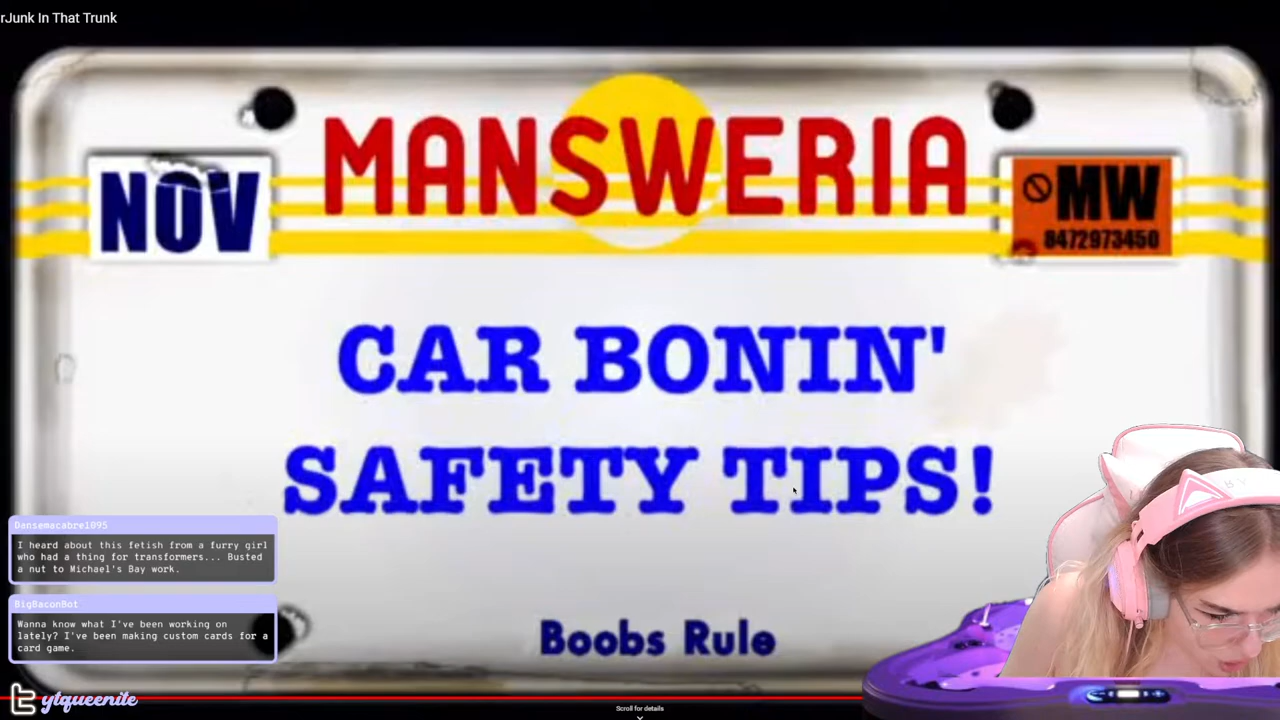 rJunk In That Trunk
NOV
MANSWERIA
MW
8472973450
CAR BONIN'
SAFETY TIPS!
Boobs Rule
Dansemacabre1095
I heard about this fetish from a furry girl
who had a thing for transformers... Busted
a nut to Michael's Bay work.
BigBaconBot
Wanna know what I've been working on
lately? I've been making custom cards for a
card game.
ytqueenite
Scroll for details